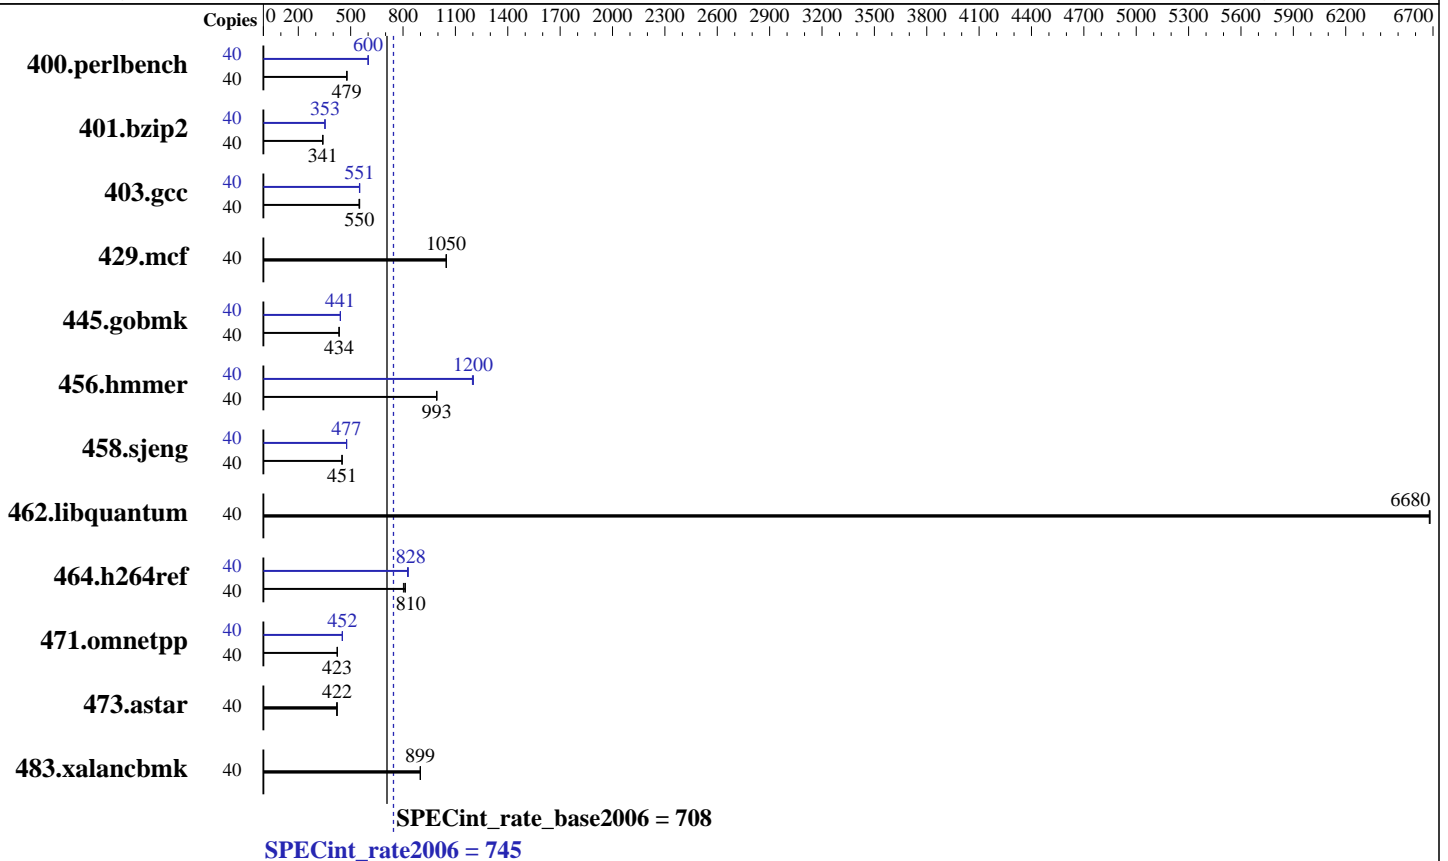 Copies 0 200 500 800 1100 1400 1700 2000 2300 2600 2900 3200 3500 3800 4100 4400 4700 5000 5300 5600 5900 6200 6700
400.perlbench 40 600
40 479
401.bzip2 40 353
40 341
403.gcc 40 551
40 550
429.mcf 40 1050
445.gobmk 40 441
40 434
456.hmmer 40 1200
40 993
458.sjeng 40 477
40 451
462.libquantum 40 6680
464.h264ref 40 828
40 810
471.omnetpp 40 452
40 423
473.astar 40 422
483.xalancbmk 40 899
SPECint_rate_base2006 = 708
SPECint_rate2006 = 745